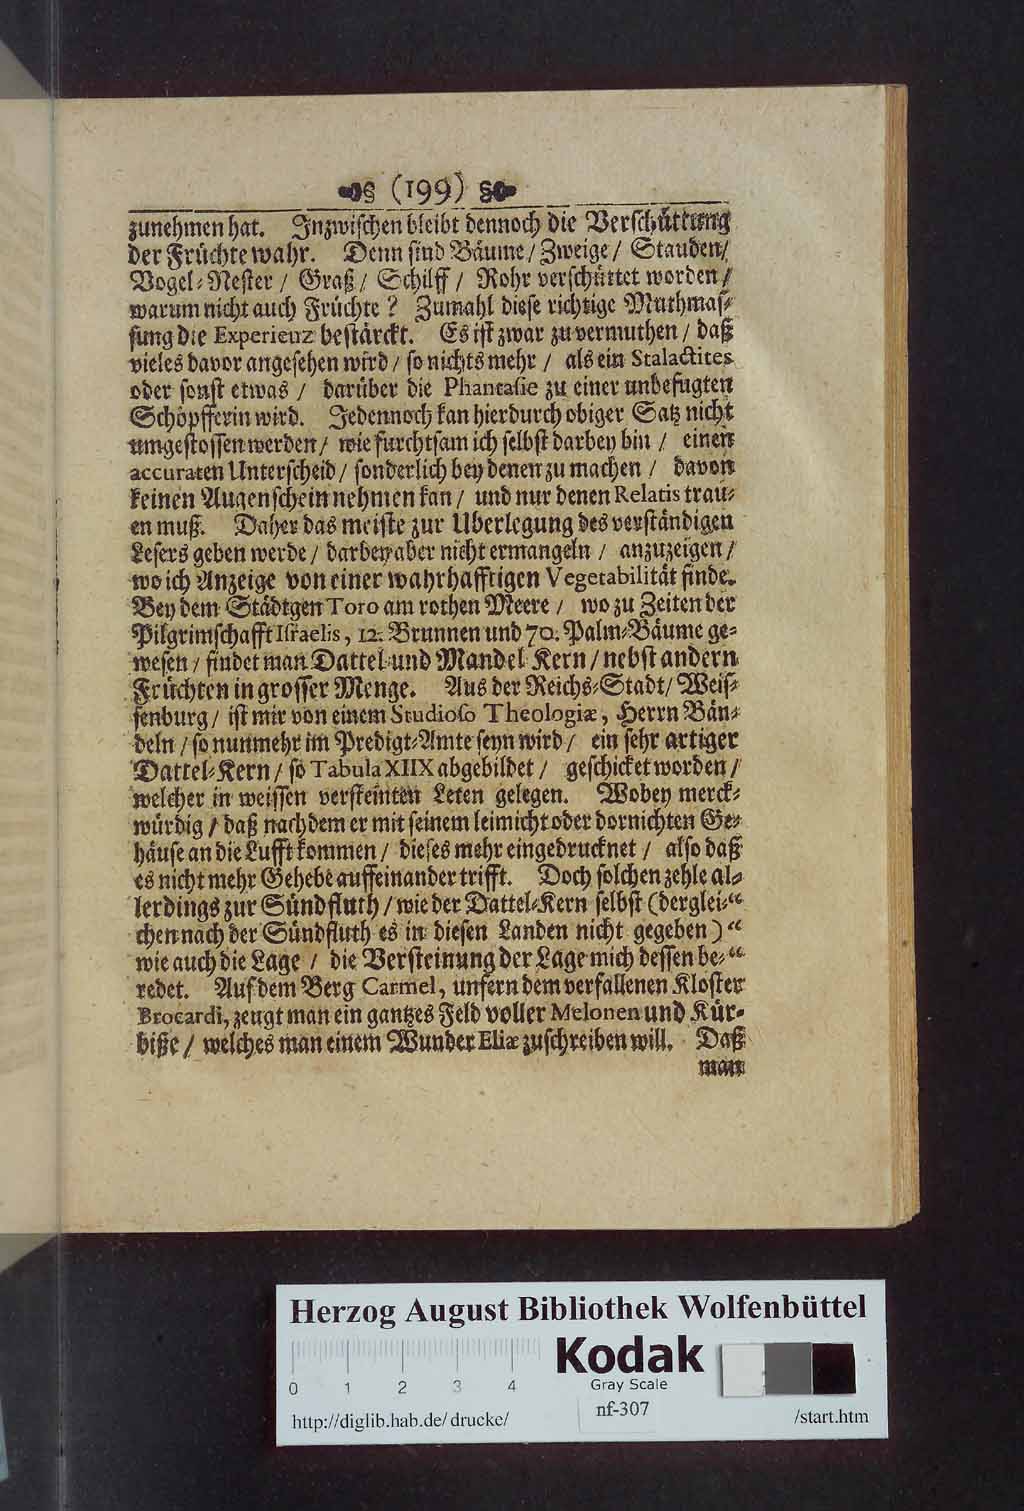 (199)
zunehmen hat. Inzwischen bleibt dennoch die Verschüttung
der Früchte wahr. Denn sind Bäume / Zweige / Stauden /
Vogel-Nester / Graß / Schilff / Rohr verschüttet worden /
warum nicht auch Früchte ? Zumahl diese richtige Muthmas-
sung die Experienz bestärckt. Es ist zwar zu vermuthen / daß
vieles davor angesehen wird / so nichts mehr / als ein Stalactites
oder sonst etwas / darüber die Phantasie zu einer unbefugten
Schöpfferin wird. Jedennoch kan hierdurch obiger Satz nicht
umgestossen werden / wie furchtsam ich selbst darbey bin / einen
accuraten Unterscheid / sonderlich bey denen zu machen / davon
keinen Augenschein nehmen kan / und nur denen Relatis trau-
en muß. Daher das meiste zur Uberlegung des verständigen
Lesers geben werde / darbey aber nicht ermangeln / anzuzeigen /
wo ich Anzeige von einer wahrhafftigen Vegetabilität finde.
Bey dem Städtgen Toro am rothen Meere / wo zu Zeiten der
Pilgrimschafft Israelis, 12. Brunnen und 70. Palm-Bäume ge-
wesen / findet man Dattel-und Mandel Kern / nebst andern
Früchten in grosser Menge. Aus der Reichs-Stadt / Weis-
senburg / ist mir von einem Studioso Theologiæ, Herrn Bän-
deln / so nunmehr im Predigt-Amte seyn wird / ein sehr artiger
Dattel-Kern / so Tabula XIIX abgebildet / geschicket worden /
welcher in weissen versteinten Leten gelegen. Wobey merck-
würdig / daß nachdem er mit seinem leimicht oder dornichten Ge-
häuse an die Lufft kommen / dieses mehr eingedrucknet / also daß
es nicht mehr Gehebe auffeinander trifft. Doch solchen zehle al-
lerdings zur Sündfluth / wie der Dattel-Kern selbst (derglei-“
chen nach der Sündfluth es in diesen Landen nicht gegeben) “
wie auch die Lage / die Versteinung der Lage mich dessen be-“
redet. Auf dem Berg Carmel, unfern dem verfallenen Kloster
Brocardi, zeugt man ein gantzes Feld voller Melonen und Kür-
biße / welches man einem Wunder Eliæ zuschreiben will. Daß
man
Herzog August Bibliothek Wolfenbüttel
Kodak
Gray Scale
0 1 2 3 4
nf-307
http://diglib.hab.de/drucke/
/start.htm